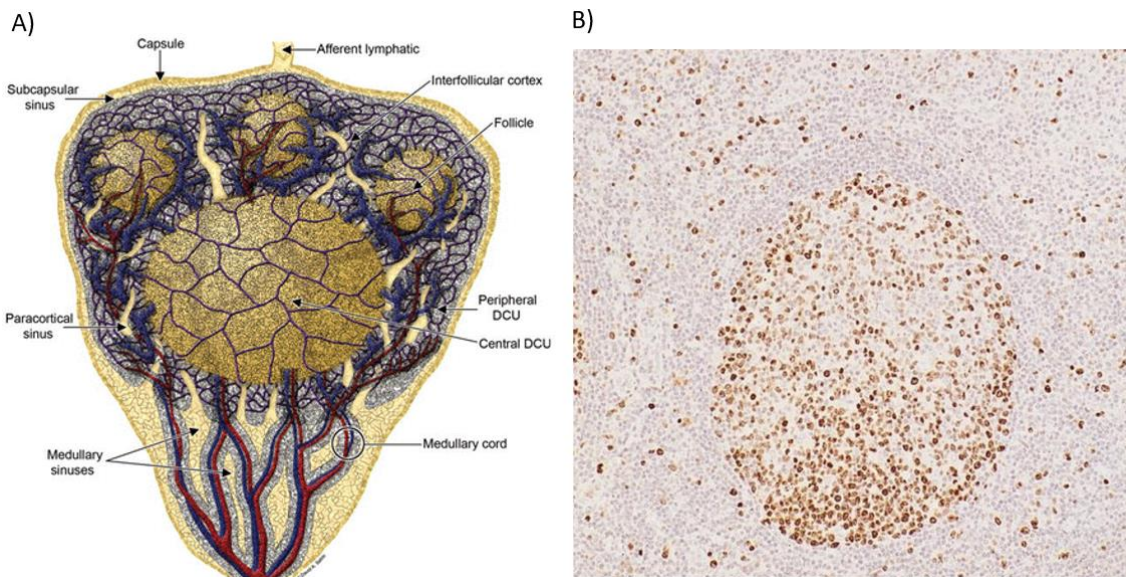 A)
B)
Capsule
Afferent lymphatic
Subcapsular
sinus
Interfollicular cortex
Follicle
Paracortical
sinus
Peripheral
DCU
Central DCU
Medullary
sinuses
Medullary cord